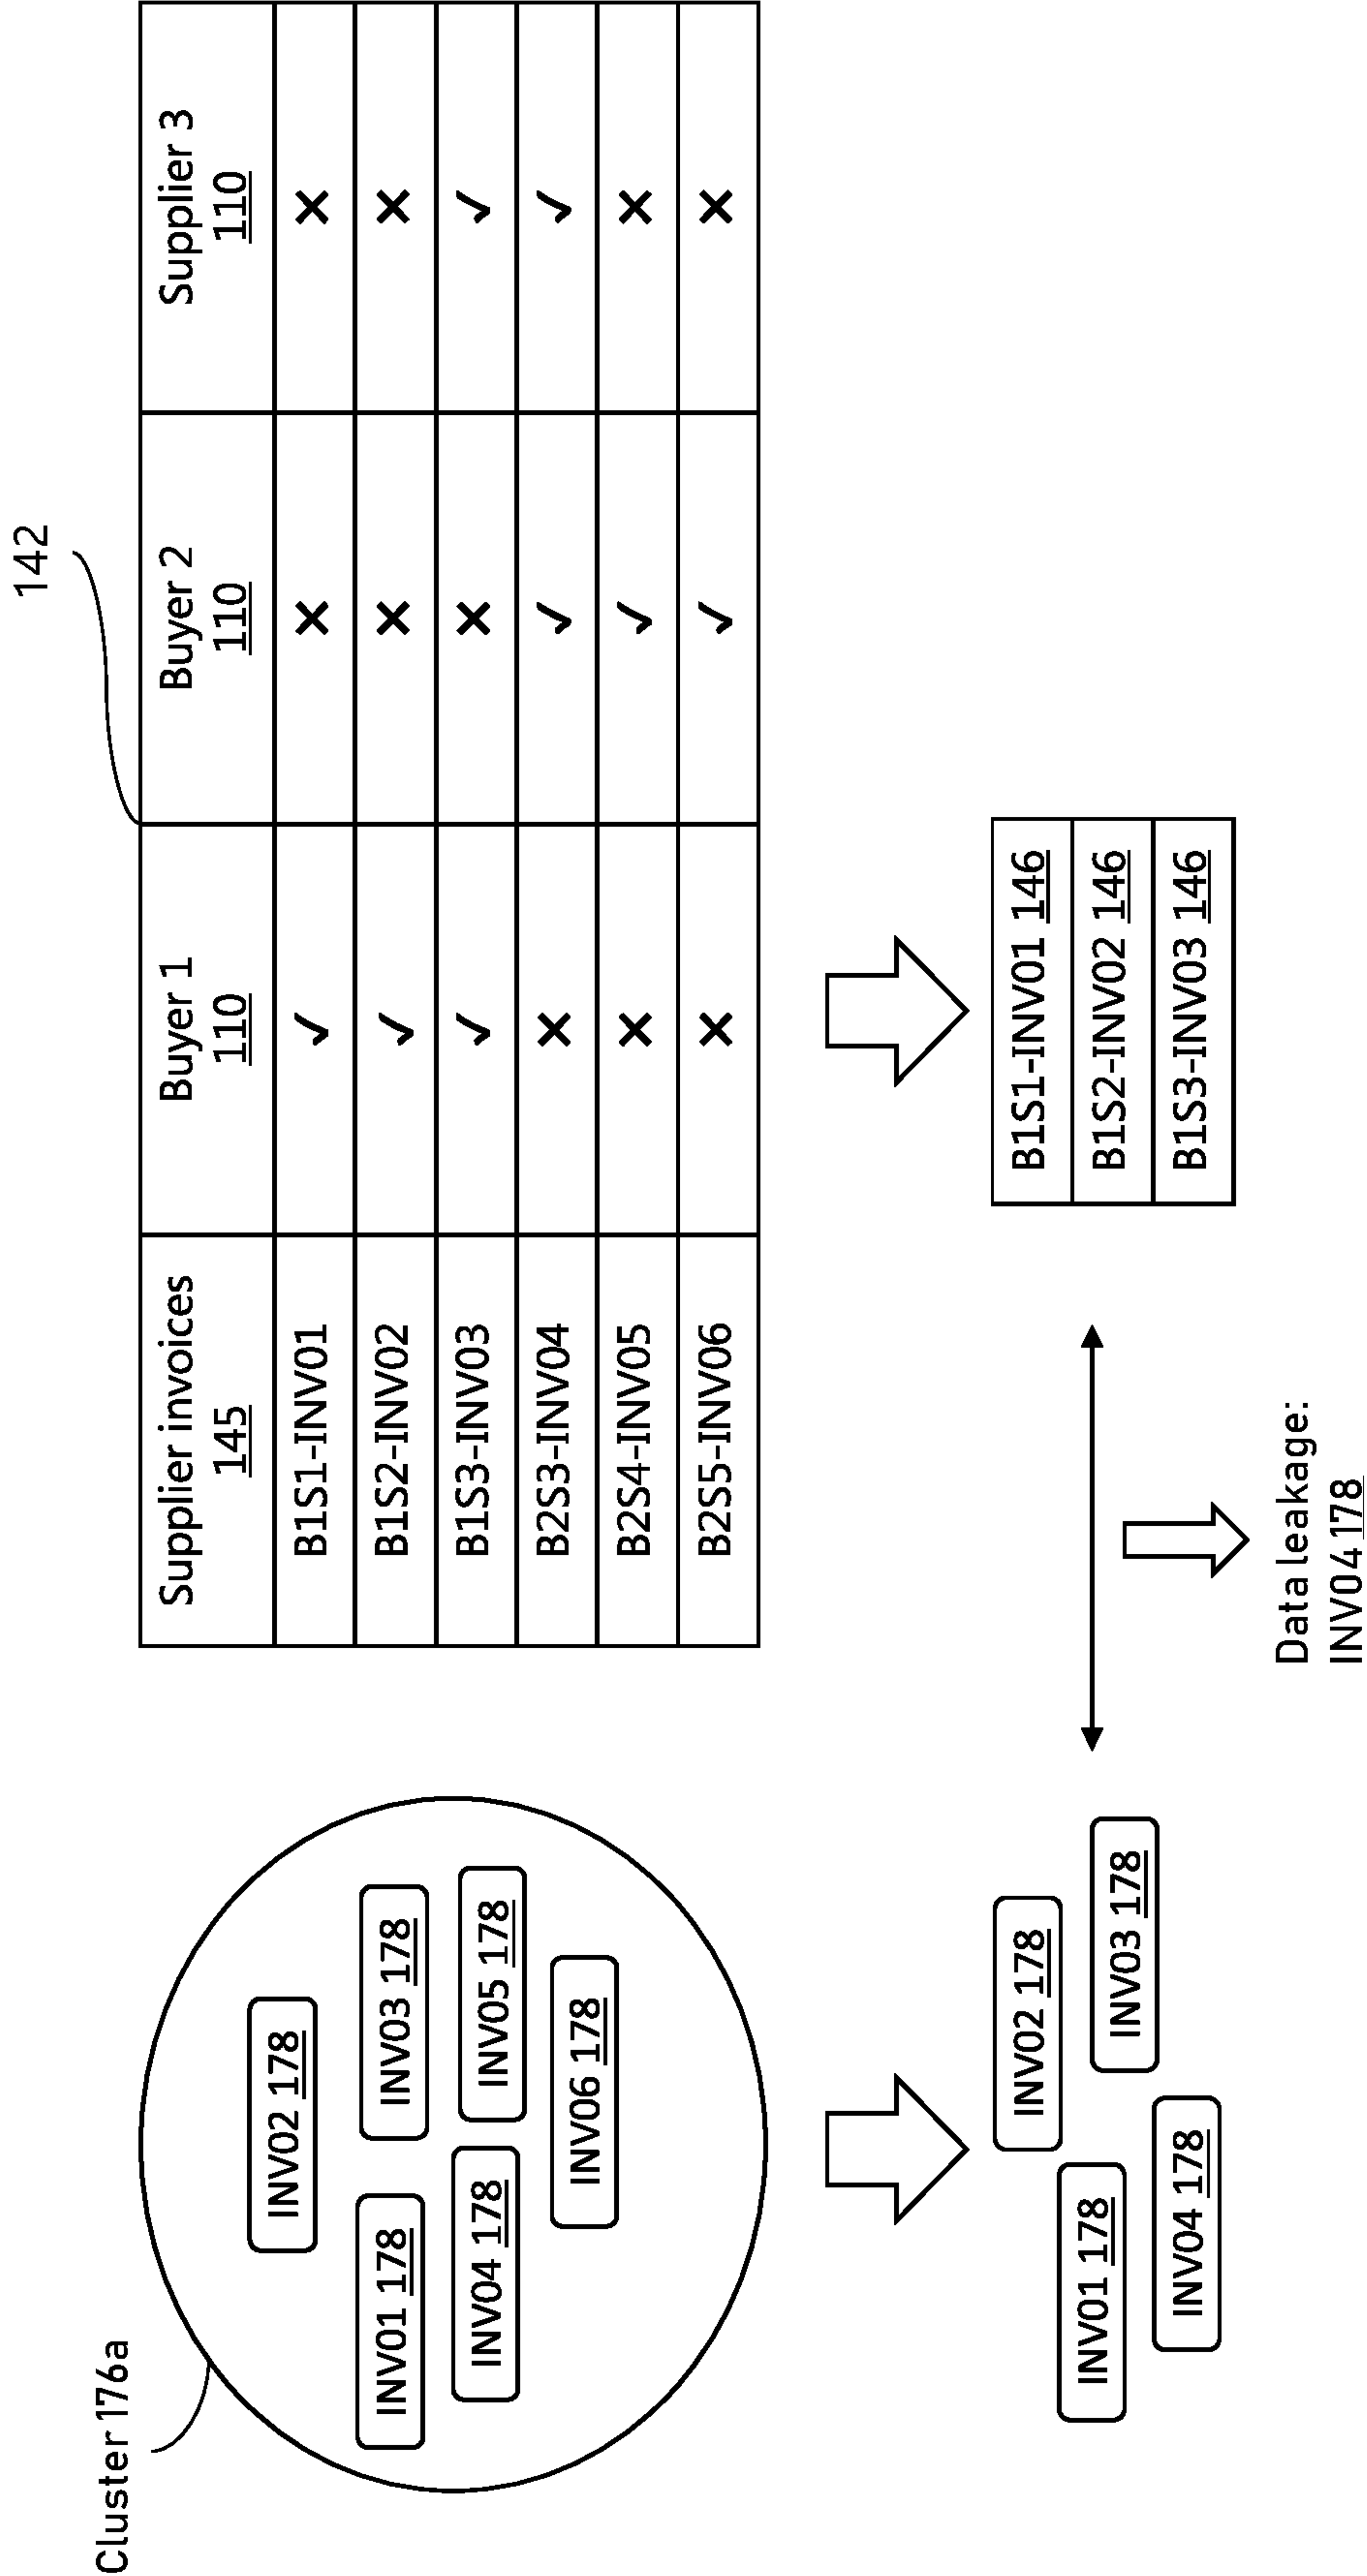 Cluster 176a
INV02 178
INV01 178
INV03 178
INV04 178
INV05 178
INV06 178
142
Supplier invoices
145
Buyer 1
110
Buyer 2
110
Supplier 3
110
B1S1-INV01 ✓ × ×
B1S2-INV02 ✓ × ×
B1S3-INV03 ✓ × ✓
B2S3-INV04 × ✓ ✓
B2S4-INV05 × ✓ ×
B2S5-INV06 × ✓ ×
INV02 178
INV01 178
INV03 178
INV04 178
B1S1-INV01 146
B1S2-INV02 146
B1S3-INV03 146
Data leakage:
INV04 178